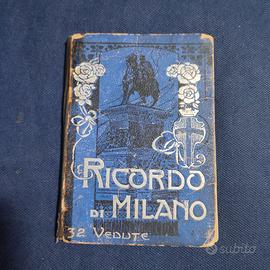 RICORDO
DI MILANO
32 VEDUTE
subito